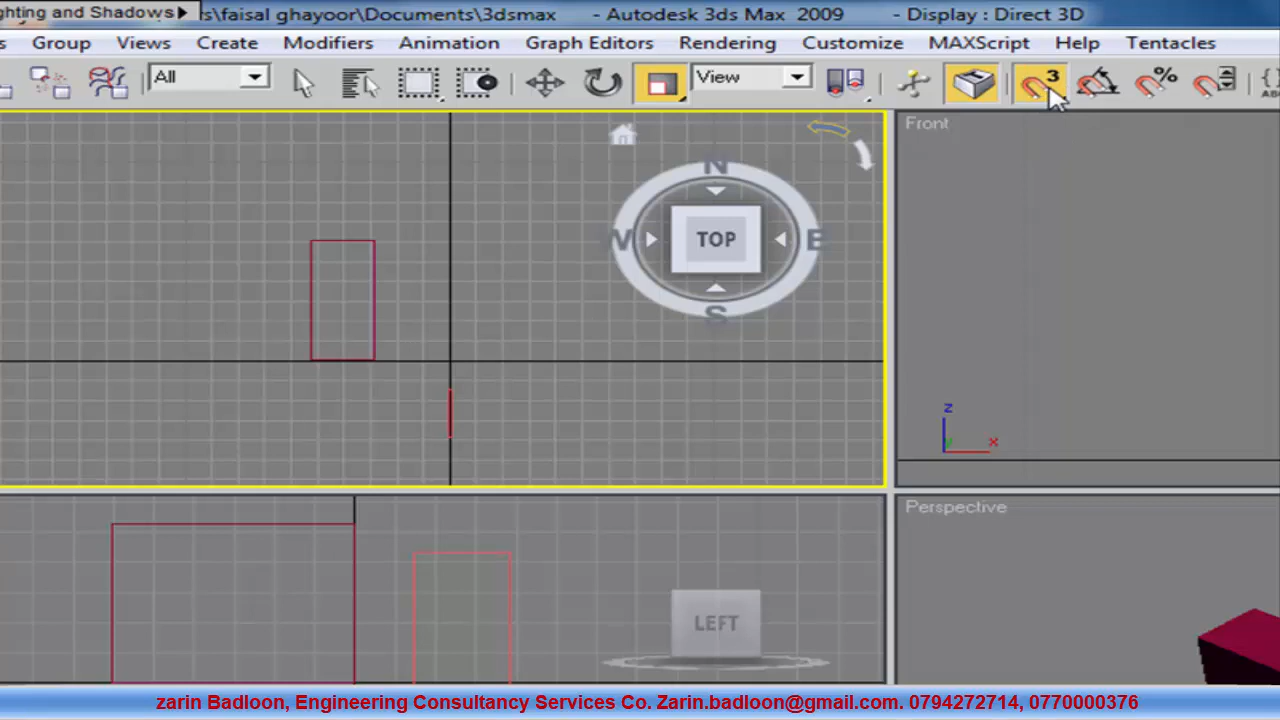 ghting and Shadows
s\faisal ghayoor\Documents\3dsmax - Autodesk 3ds Max 2009 - Display : Direct 3D
s Group Views Create Modifiers Animation Graph Editors Rendering Customize MAXScript Help Tentacles
All View 3 %
Front
N
W TOP E
S
z
y x
Perspective
LEFT
zarin Badloon, Engineering Consultancy Services Co. Zarin.badloon@gmail.com. 0794272714, 0770000376